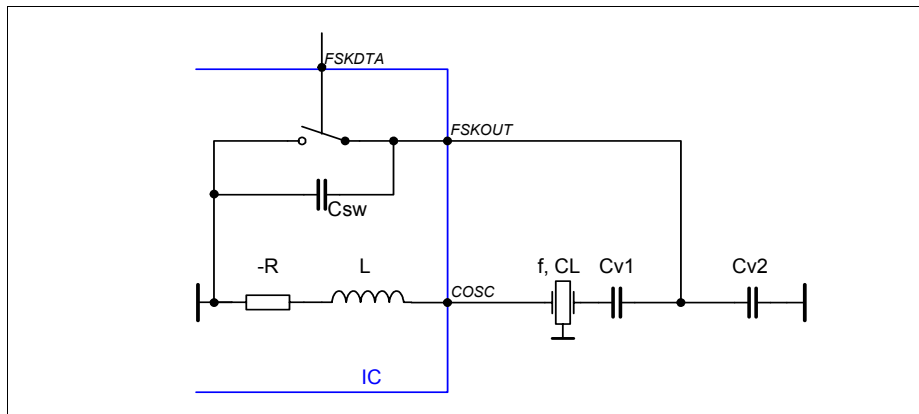 FSKDTA
FSKOUT
Csw
-R L f, CL Cv1 Cv2
COSC
IC